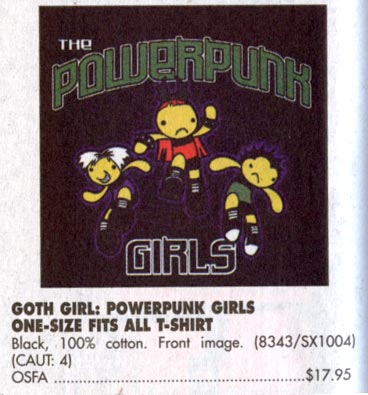 THE
POWERPUNK
GIRLS
GOTH GIRL: POWERPUNK GIRLS
ONE-SIZE FITS ALL T-SHIRT
Black, 100% cotton. Front image. (8343/SX1004)
(CAUT: 4)
OSFA ..........................................$17.95